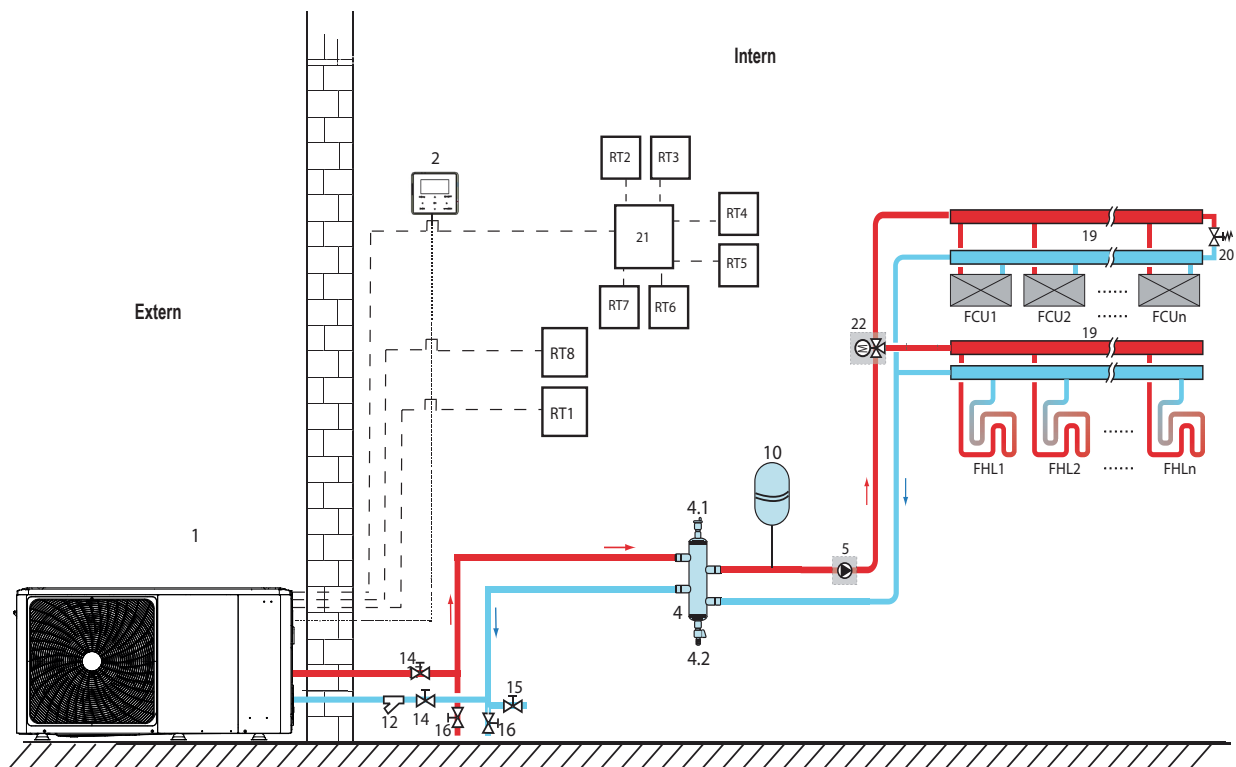 Intern
Extern
2
RT2
RT3
RT4
21
RT5
RT7
RT6
RT8
RT1
19
20
FCU1
FCU2
......
......
FCUn
22
M
19
......
......
FHL1
FHL2
FHLn
10
4.1
5
4
4.2
1
14
12
14
15
16
16